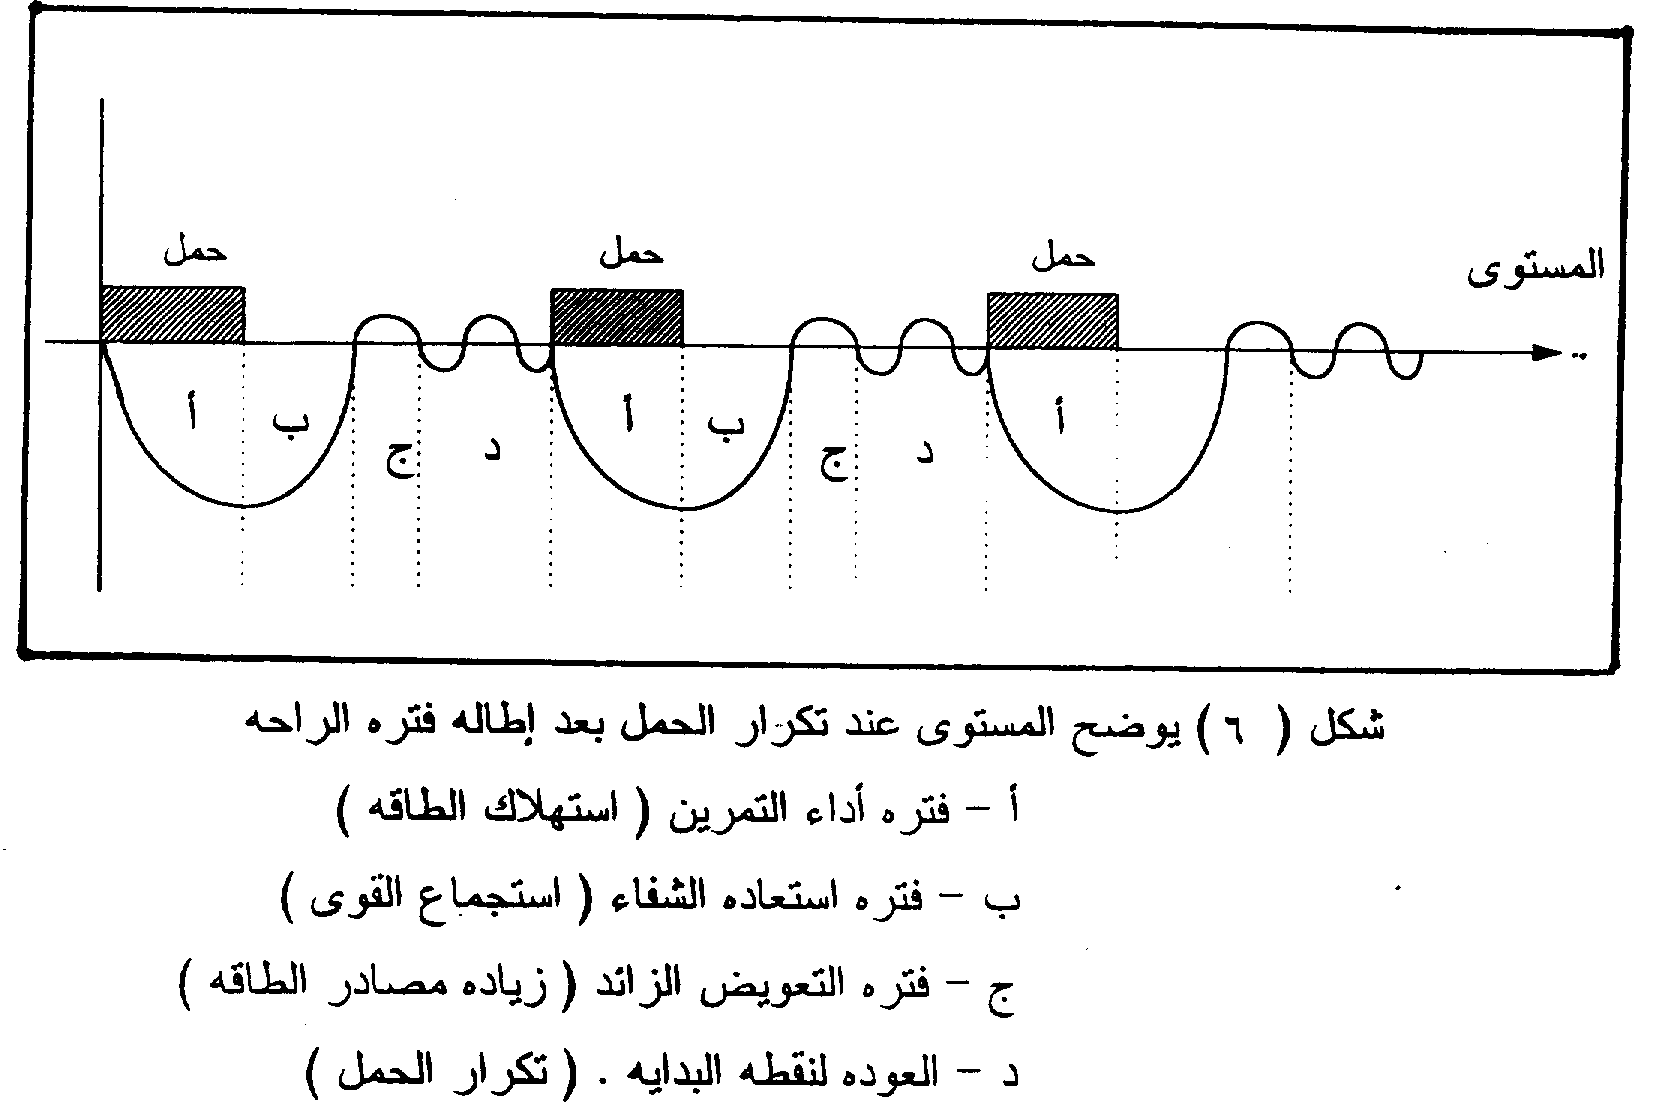 حمل
حمل
حمل
المستوى
أ
ب
ج
د
أ
ب
ج
د
أ
شكل ( ٦ ) يوضح المستوى عند تكرار الحمل بعد إطاله فتره الراحه
أ - فتره أداء التمرين ( استهلاك الطاقه )
ب - فتره استعاده الشفاء ( استجماع القوى )
ج - فتره التعويض الزائد ( زياده مصادر الطاقه )
د - العوده لنقطه البدايه . ( تكرار الحمل )